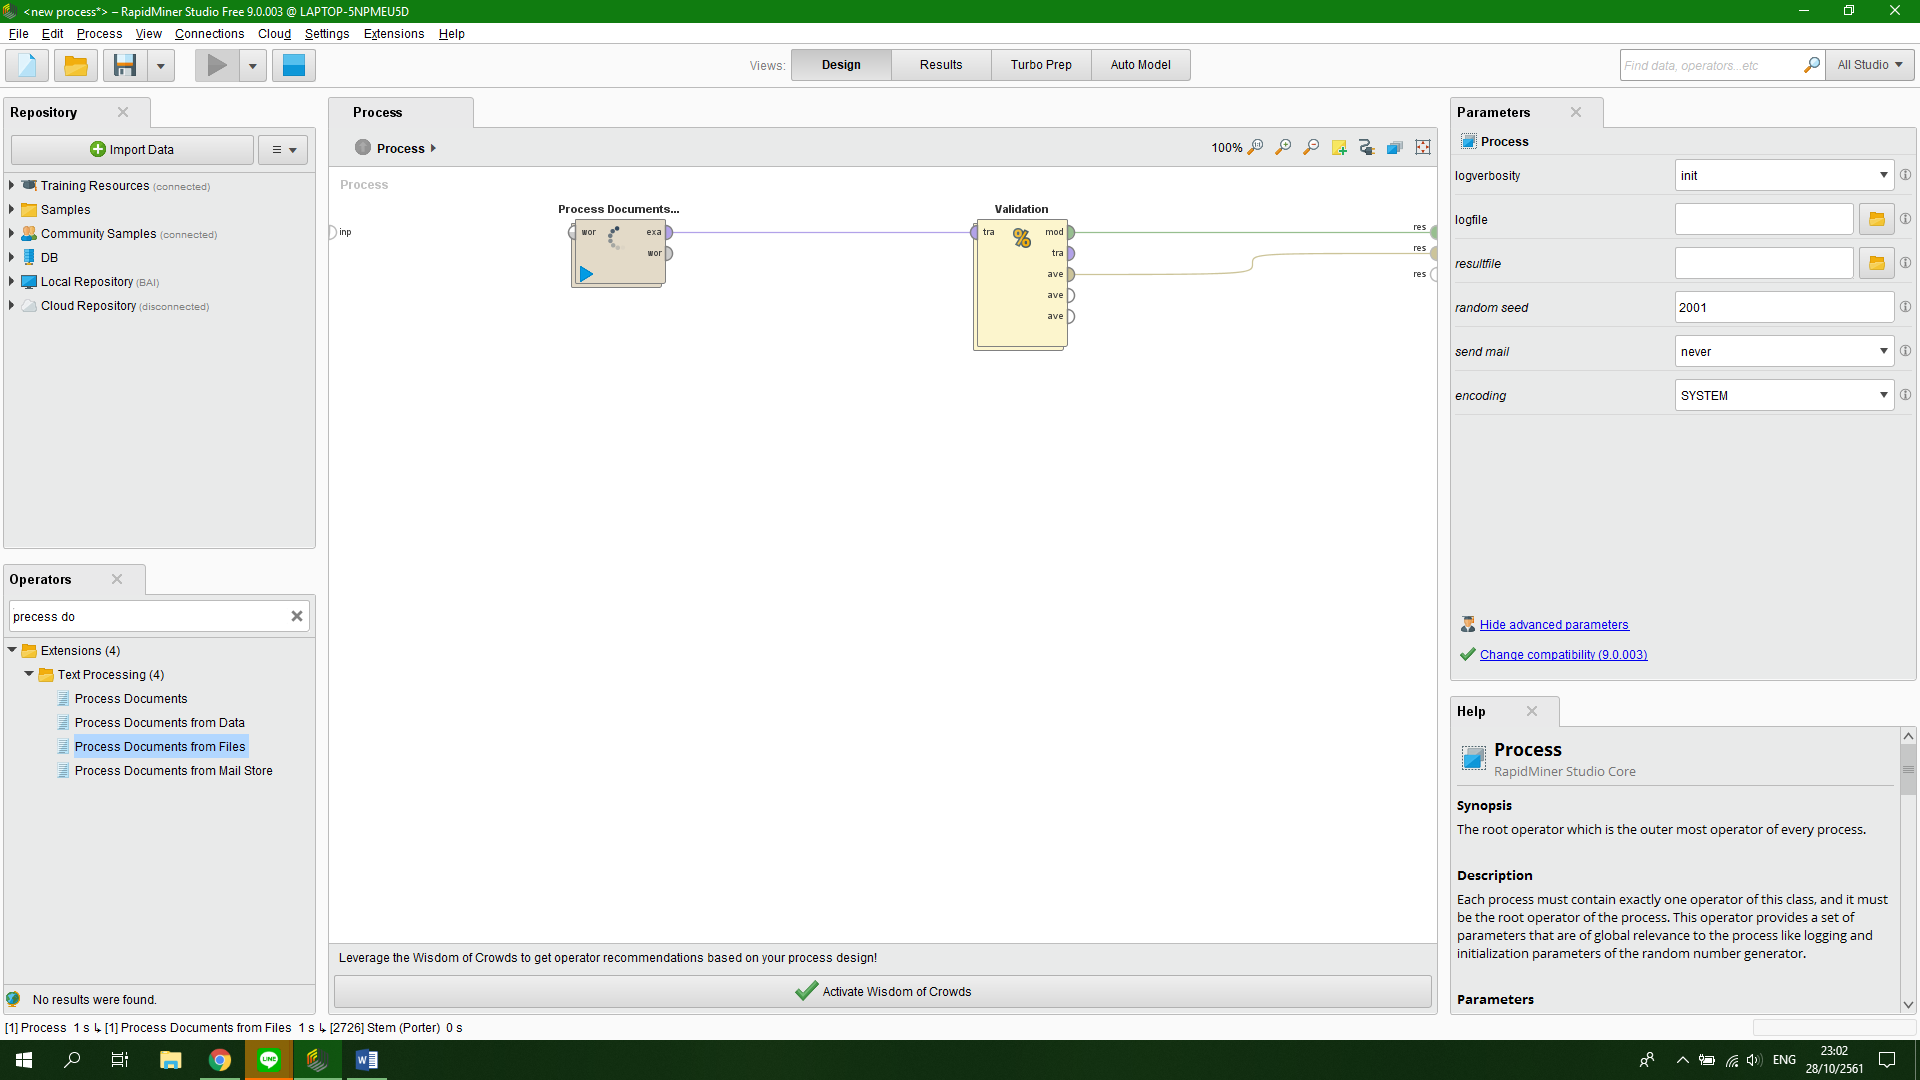 <new process*> – RapidMiner Studio Free 9.0.003 @ LAPTOP-5NPMEU5D
File Edit Process View Connections Cloud Settings Extensions Help
Views: Design Results Turbo Prep Auto Model
Find data, operators...etc All Studio
Repository
Import Data
Training Resources (connected)
Samples
Community Samples (connected)
DB
Local Repository (BAI)
Cloud Repository (disconnected)
Operators
precess do
Extensions (4)
Text Processing (4)
Process Documents
Process Documents from Data
Process Documents from Files
Process Documents from Mail Store
No results were found.
Process
Process
100%
Process
inp
Process Documents...
wor exa
wor
Validation
tra mod
tra
ave
ave
ave
res
res
res
Leverage the Wisdom of Crowds to get operator recommendations based on your process design!
Activate Wisdom of Crowds
Parameters
Process
logverbosity init
logfile
resultfile
random seed 2001
send mail never
encoding SYSTEM
Hide advanced parameters
Change compatibility (9.0.003)
Help
Process
RapidMiner Studio Core
Synopsis
The root operator which is the outer most operator of every process.
Description
Each process must contain exactly one operator of this class, and it must
be the root operator of the process. This operator provides a set of
parameters that are of global relevance to the process like logging and
initialization parameters of the random number generator.
Parameters
[1] Process 1 s ↳ [1] Process Documents from Files 1 s ↳ [2726] Stem (Porter) 0 s
LINE
ENG
23:02
28/10/2561